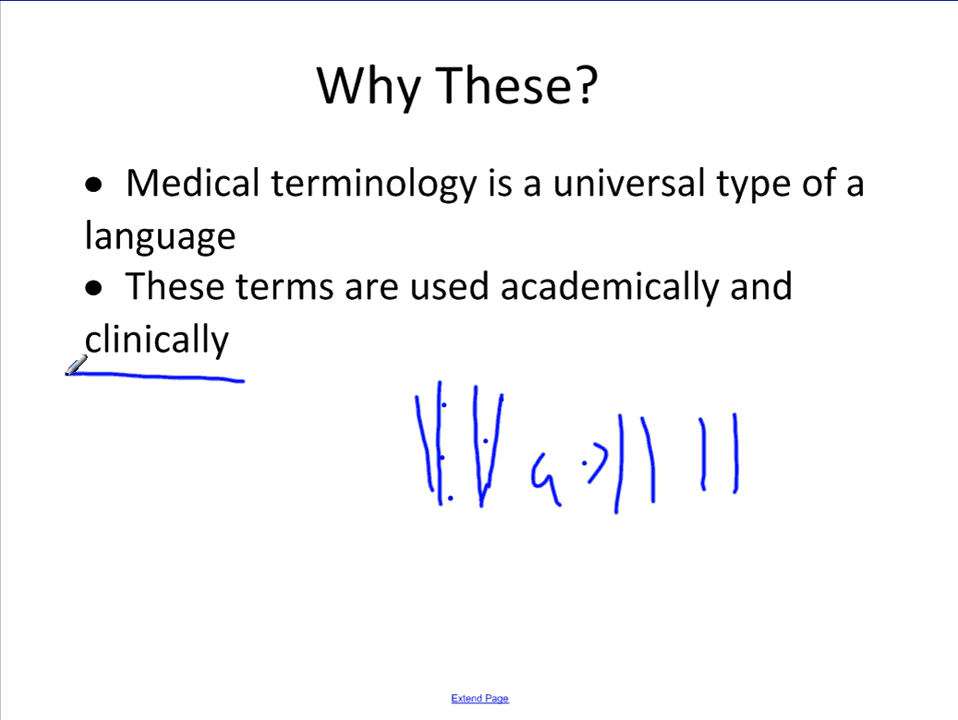 Why These?
• Medical terminology is a universal type of a
language
• These terms are used academically and
clinically
Extend Page